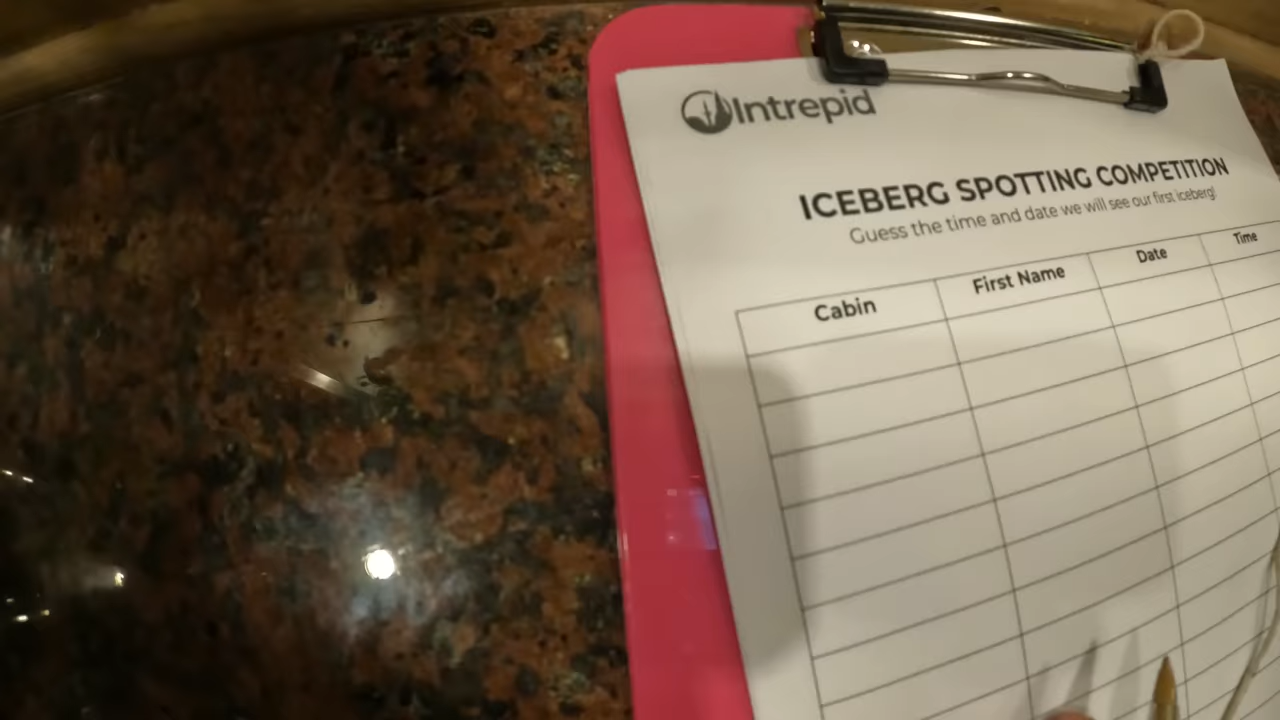 Intrepid
ICEBERG SPOTTING COMPETITION
Guess the time and date we will see our first iceberg!
Cabin First Name Date Time